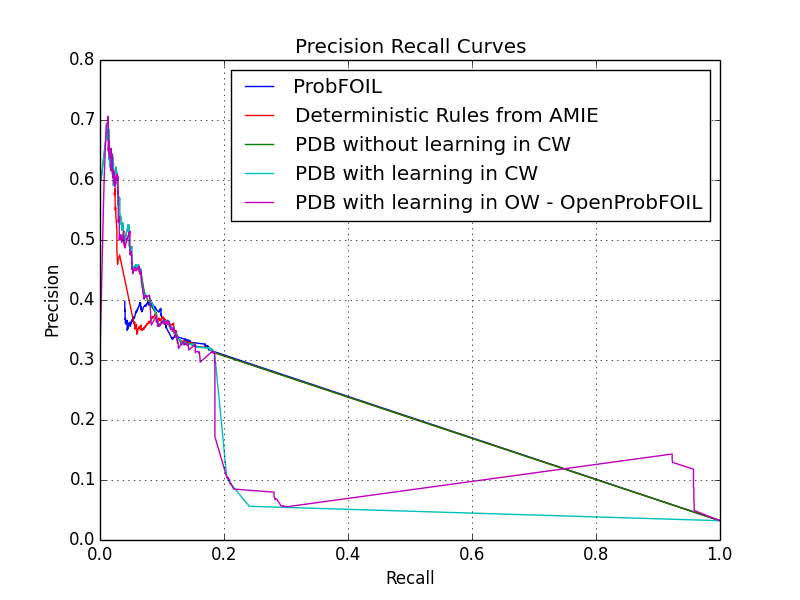 Precision Recall Curves
0.8
0.7
0.6
0.5
0.4
0.3
0.2
0.1
0.0
Precision
ProbFOIL
Deterministic Rules from AMIE
PDB without learning in CW
PDB with learning in CW
PDB with learning in OW - OpenProbFOIL
0.0 0.2 0.4 0.6 0.8 1.0
Recall